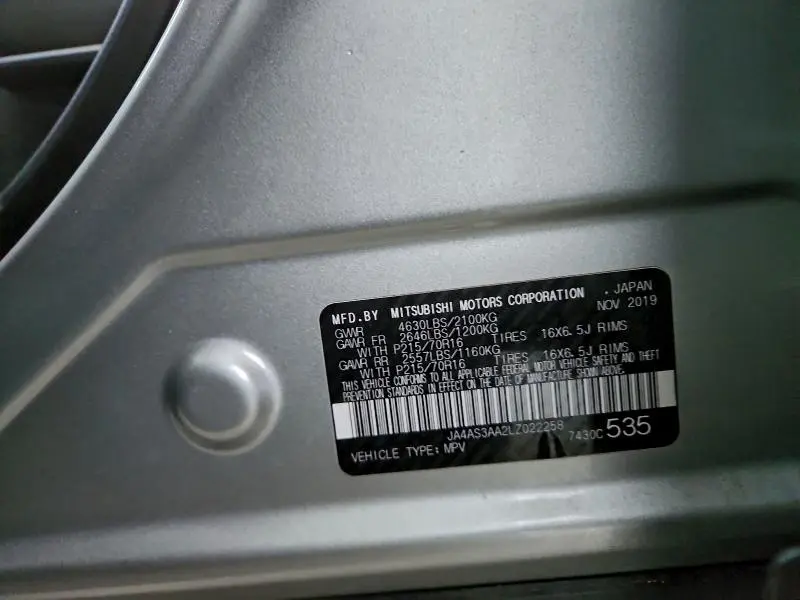 MFD.BY MITSUBISHI MOTORS CORPORATION . JAPAN
GVWR 4630LBS/2100KG NOV 2019
GAWR FR 2646LBS/1200KG
WITH P215/70R16 TIRES 16X6.5J RIMS
GAWR RR 2557LBS/1160KG
WITH P215/70R16 TIRES 16X6.5J RIMS
THIS VEHICLE CONFORMS TO ALL APPLICABLE FEDERAL MOTOR VEHICLE SAFETY AND THEFT
PREVENTION STANDARDS IN EFFECT ON THE DATE OF MANUFACTURE SHOWN ABOVE.
JA4AS3AA2LZ022258 7430C 535
VEHICLE TYPE: MPV